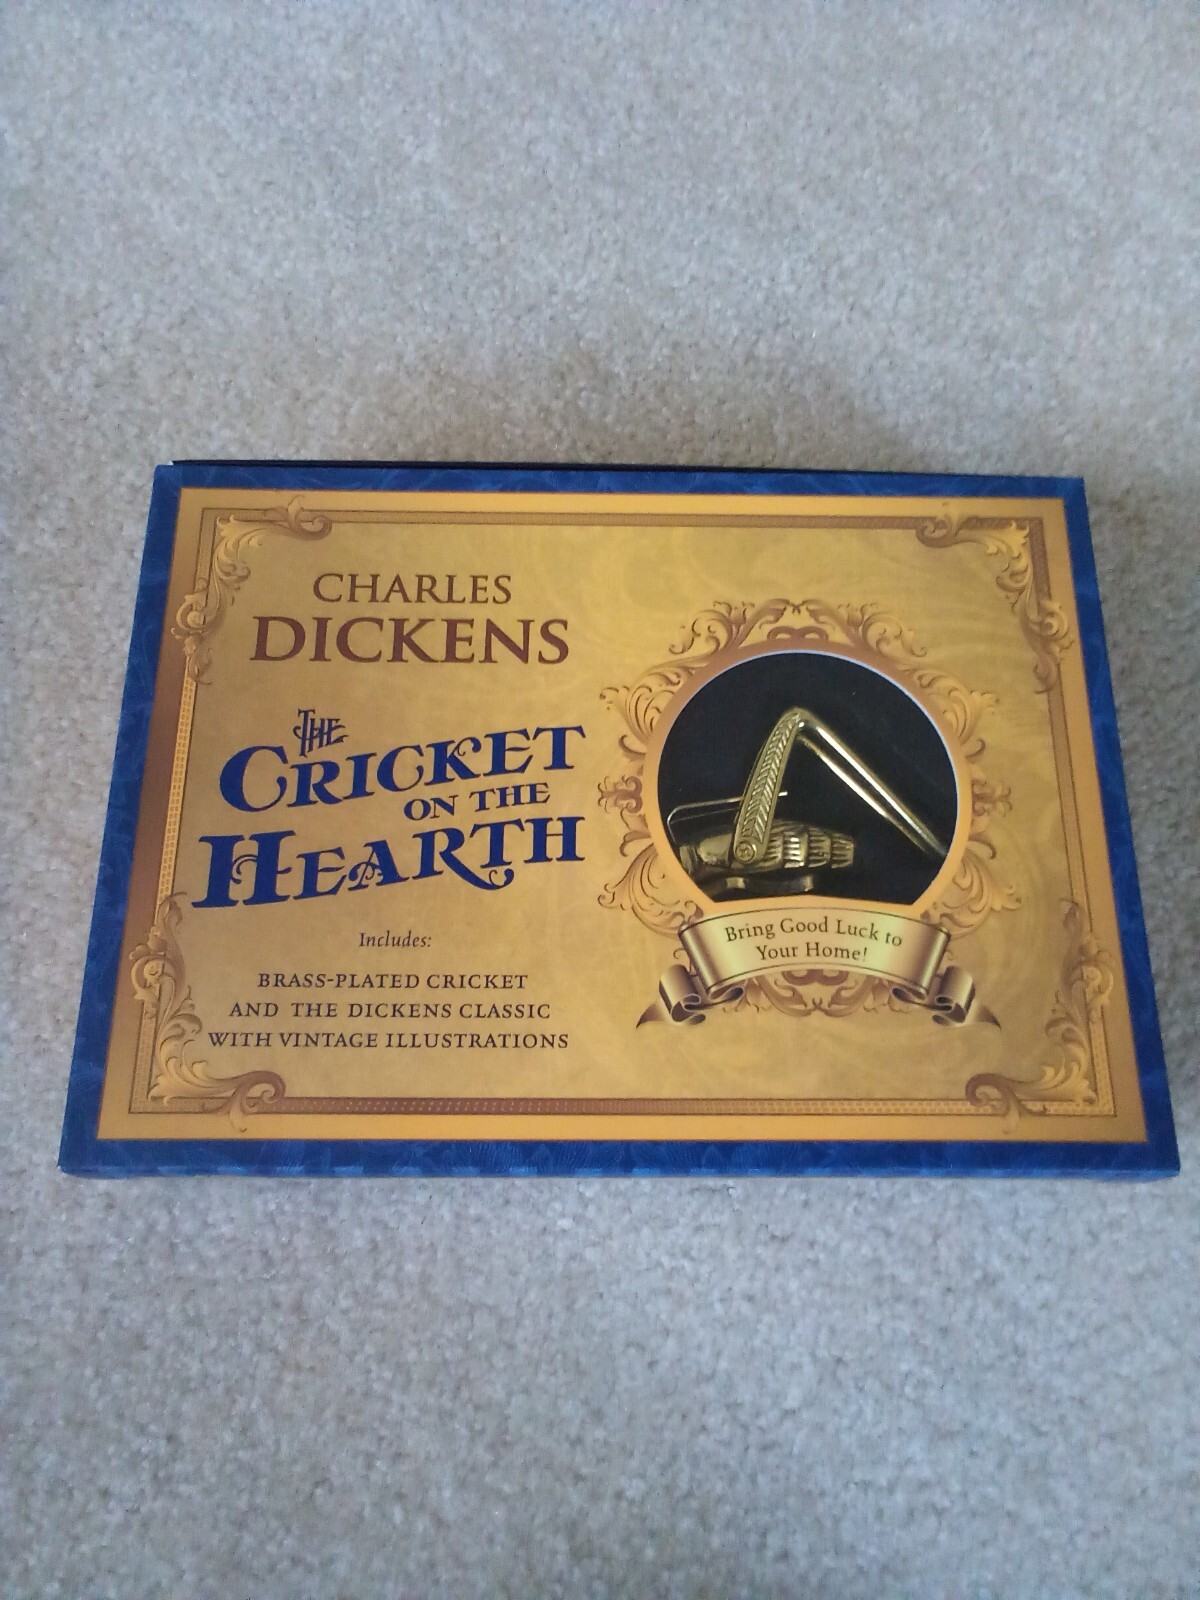 CHARLES
DICKENS
THE
CRICKET
ON THE
HEARTH
Includes:
BRASS-PLATED CRICKET
AND THE DICKENS CLASSIC
WITH VINTAGE ILLUSTRATIONS
Bring Good Luck to
Your Home!